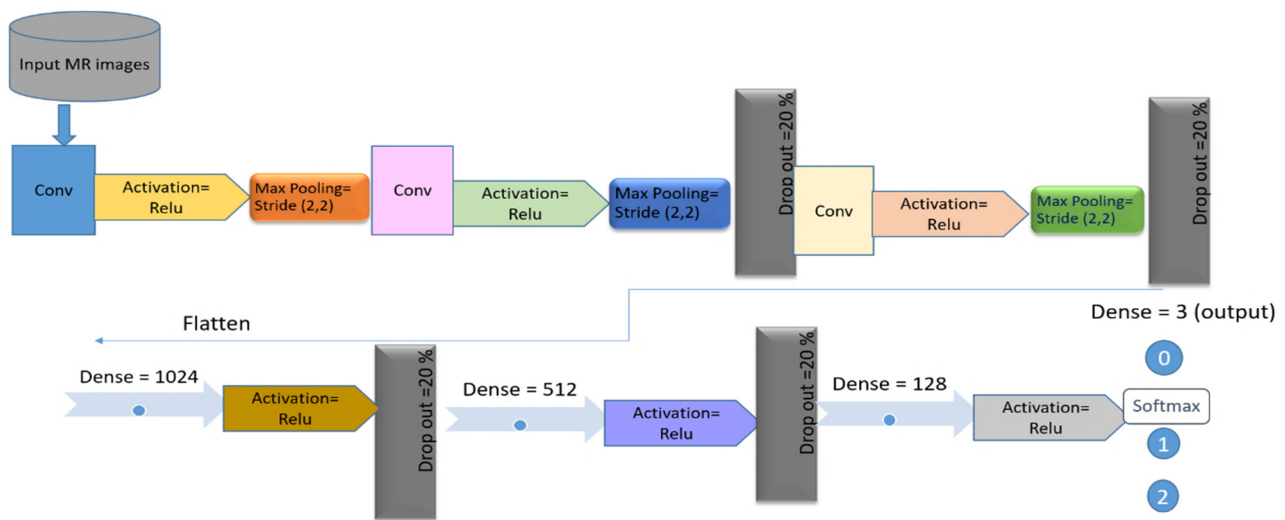 Input MR images
Conv
Activation=
Relu
Max Pooling=
Stride (2,2)
Conv
Activation=
Relu
Max Pooling=
Stride (2,2)
Drop out =20 %
Conv
Activation=
Relu
Max Pooling=
Stride (2,2)
Drop out =20 %
Flatten
Dense = 1024
Activation=
Relu
Drop out =20 %
Dense = 512
Activation=
Relu
Drop out =20 %
Dense = 128
Activation=
Relu
Dense = 3 (output)
0
Softmax
1
2